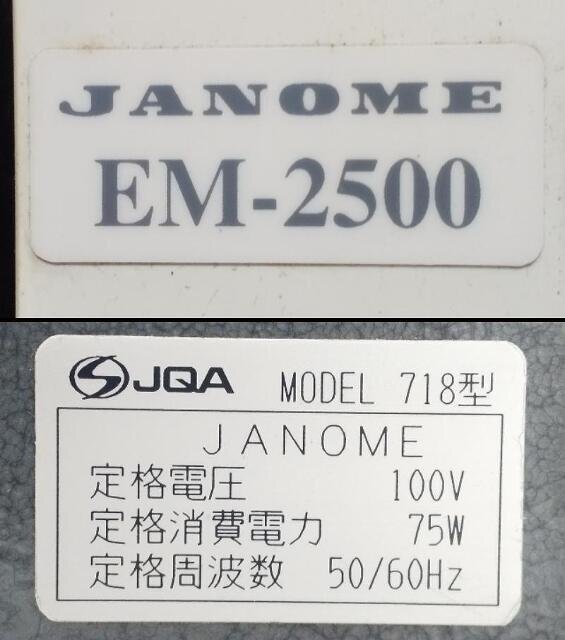 JANOME
EM-2500
JQA MODEL 718型
JANOME
定格電圧 100V
定格消費電力 75W
定格周波数 50/60Hz